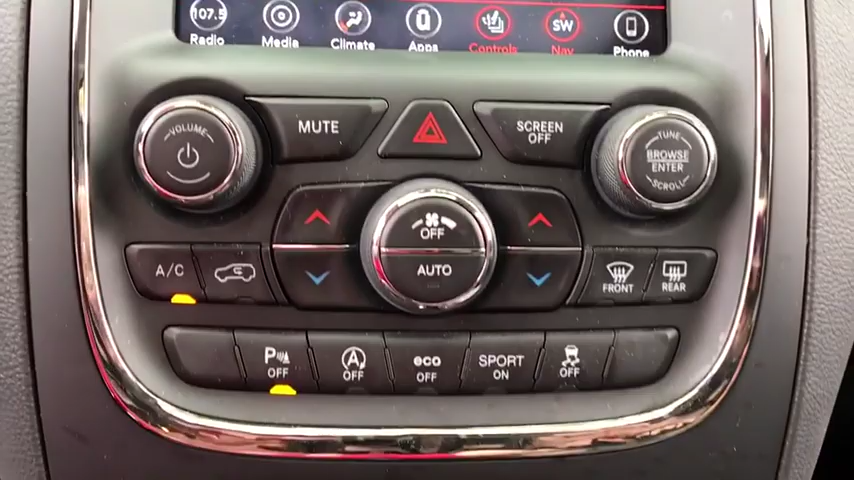 107.5
SW
Radio Media Climate Apps Controls Nav Phone
MUTE
SCREEN
OFF
VOLUME
TUNE
BROWSE
ENTER
SCROLL
OFF
AUTO
A/C
FRONT
REAR
P OFF
A OFF
eco
OFF
SPORT
ON
OFF